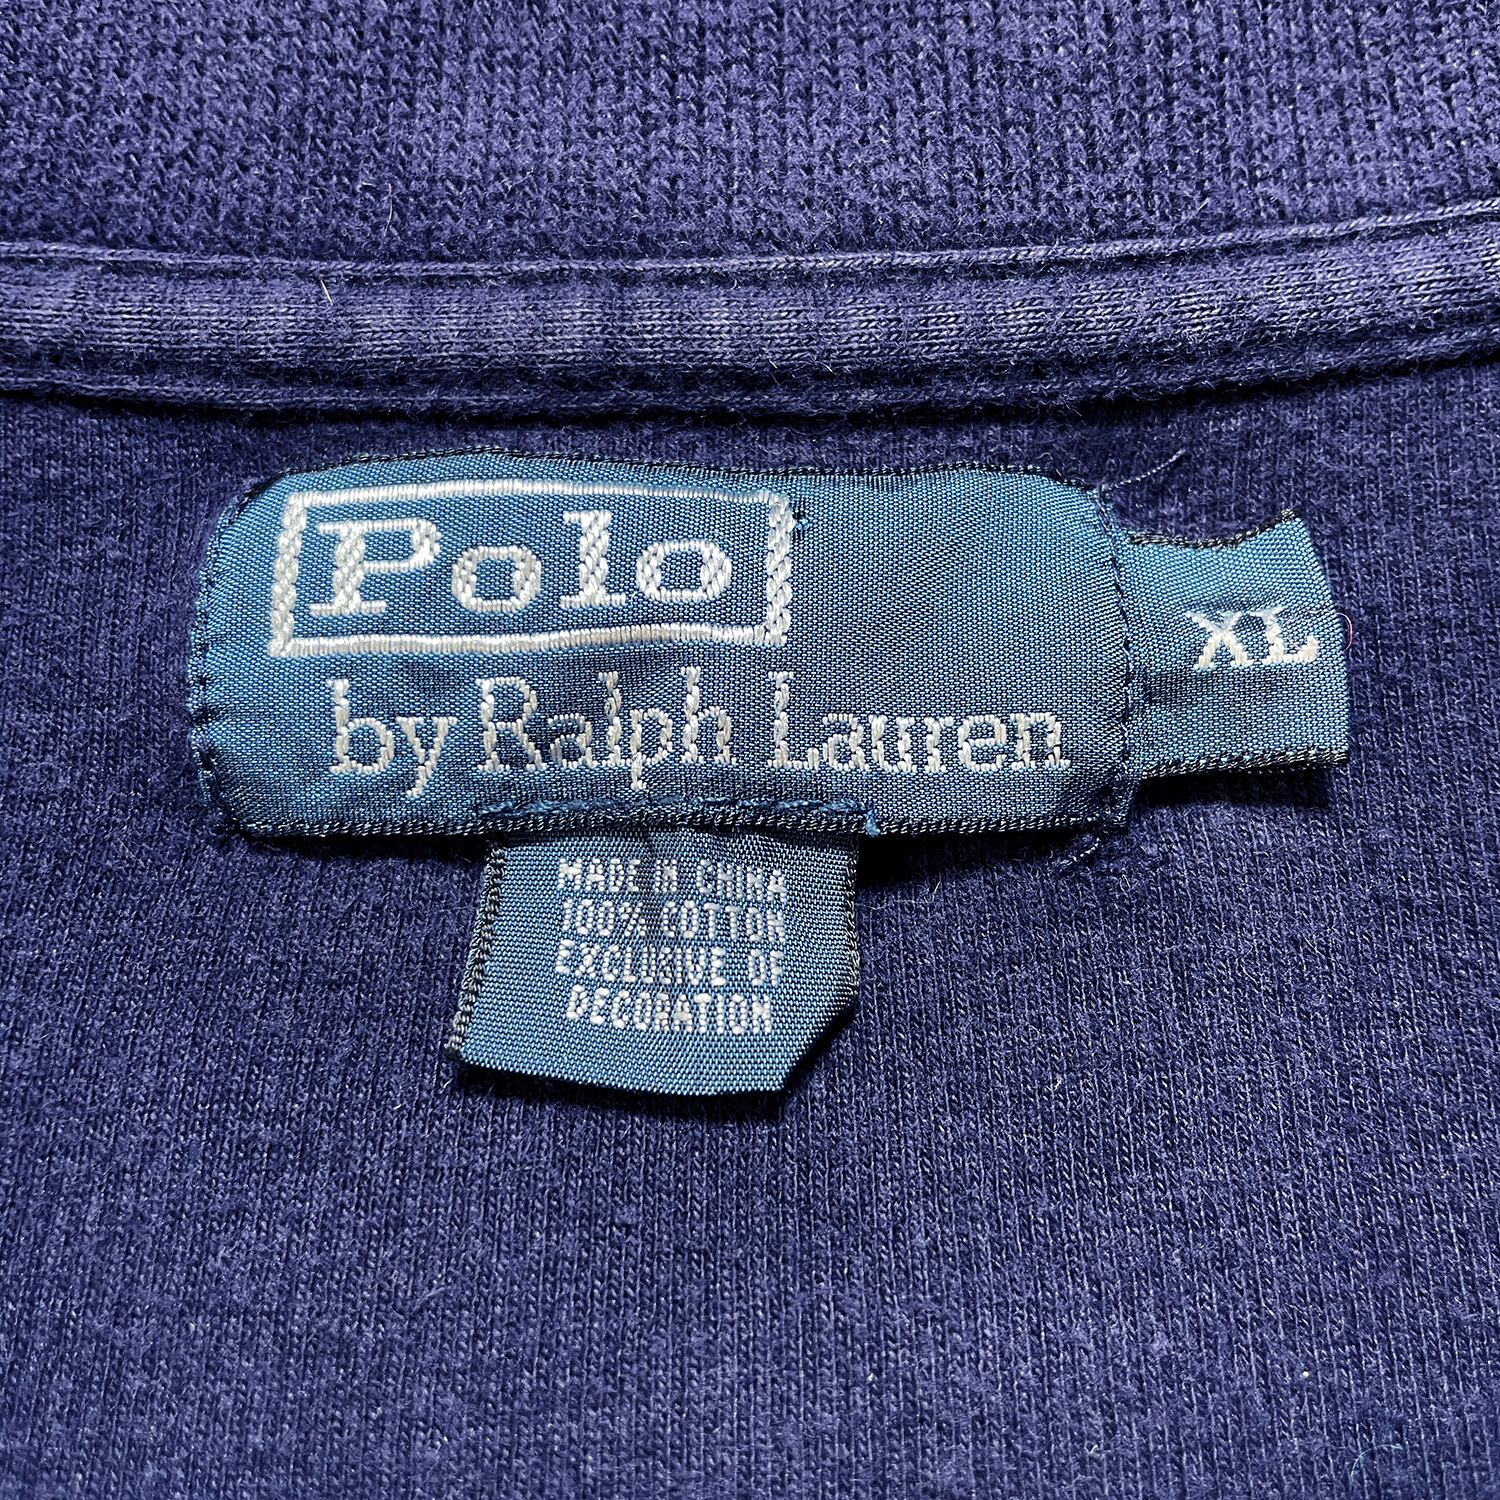 Polo
by Ralph Lauren
XL
MADE IN CHINA
100% COTTON
EXCLUSIVE OF
DECORATION